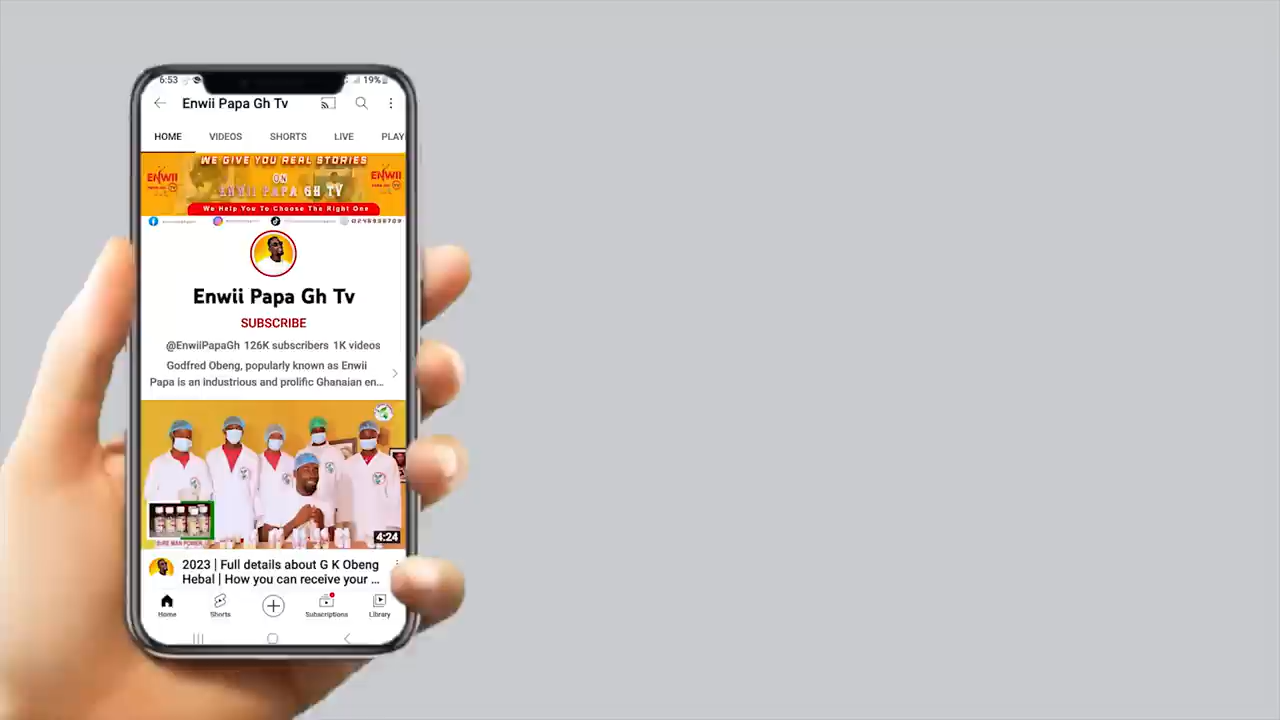 6:53
19%
Enwii Papa Gh Tv
HOME VIDEOS SHORTS LIVE PLAY
WE GIVE YOU REAL STORIES
ON
ENWII PAPA GH TV
ENWII
ENWII
We Help You To Choose The Right One
Enwii Papa Gh Tv
SUBSCRIBE
@EnwiiPapaGh 126K subscribers 1K videos
Godfred Obeng, popularly known as Enwii
Papa is an industrious and prolific Ghanaian en...
4:24
2023 | Full details about G K Obeng
Hebal | How you can receive your ...
Home Shorts Subscriptions Library